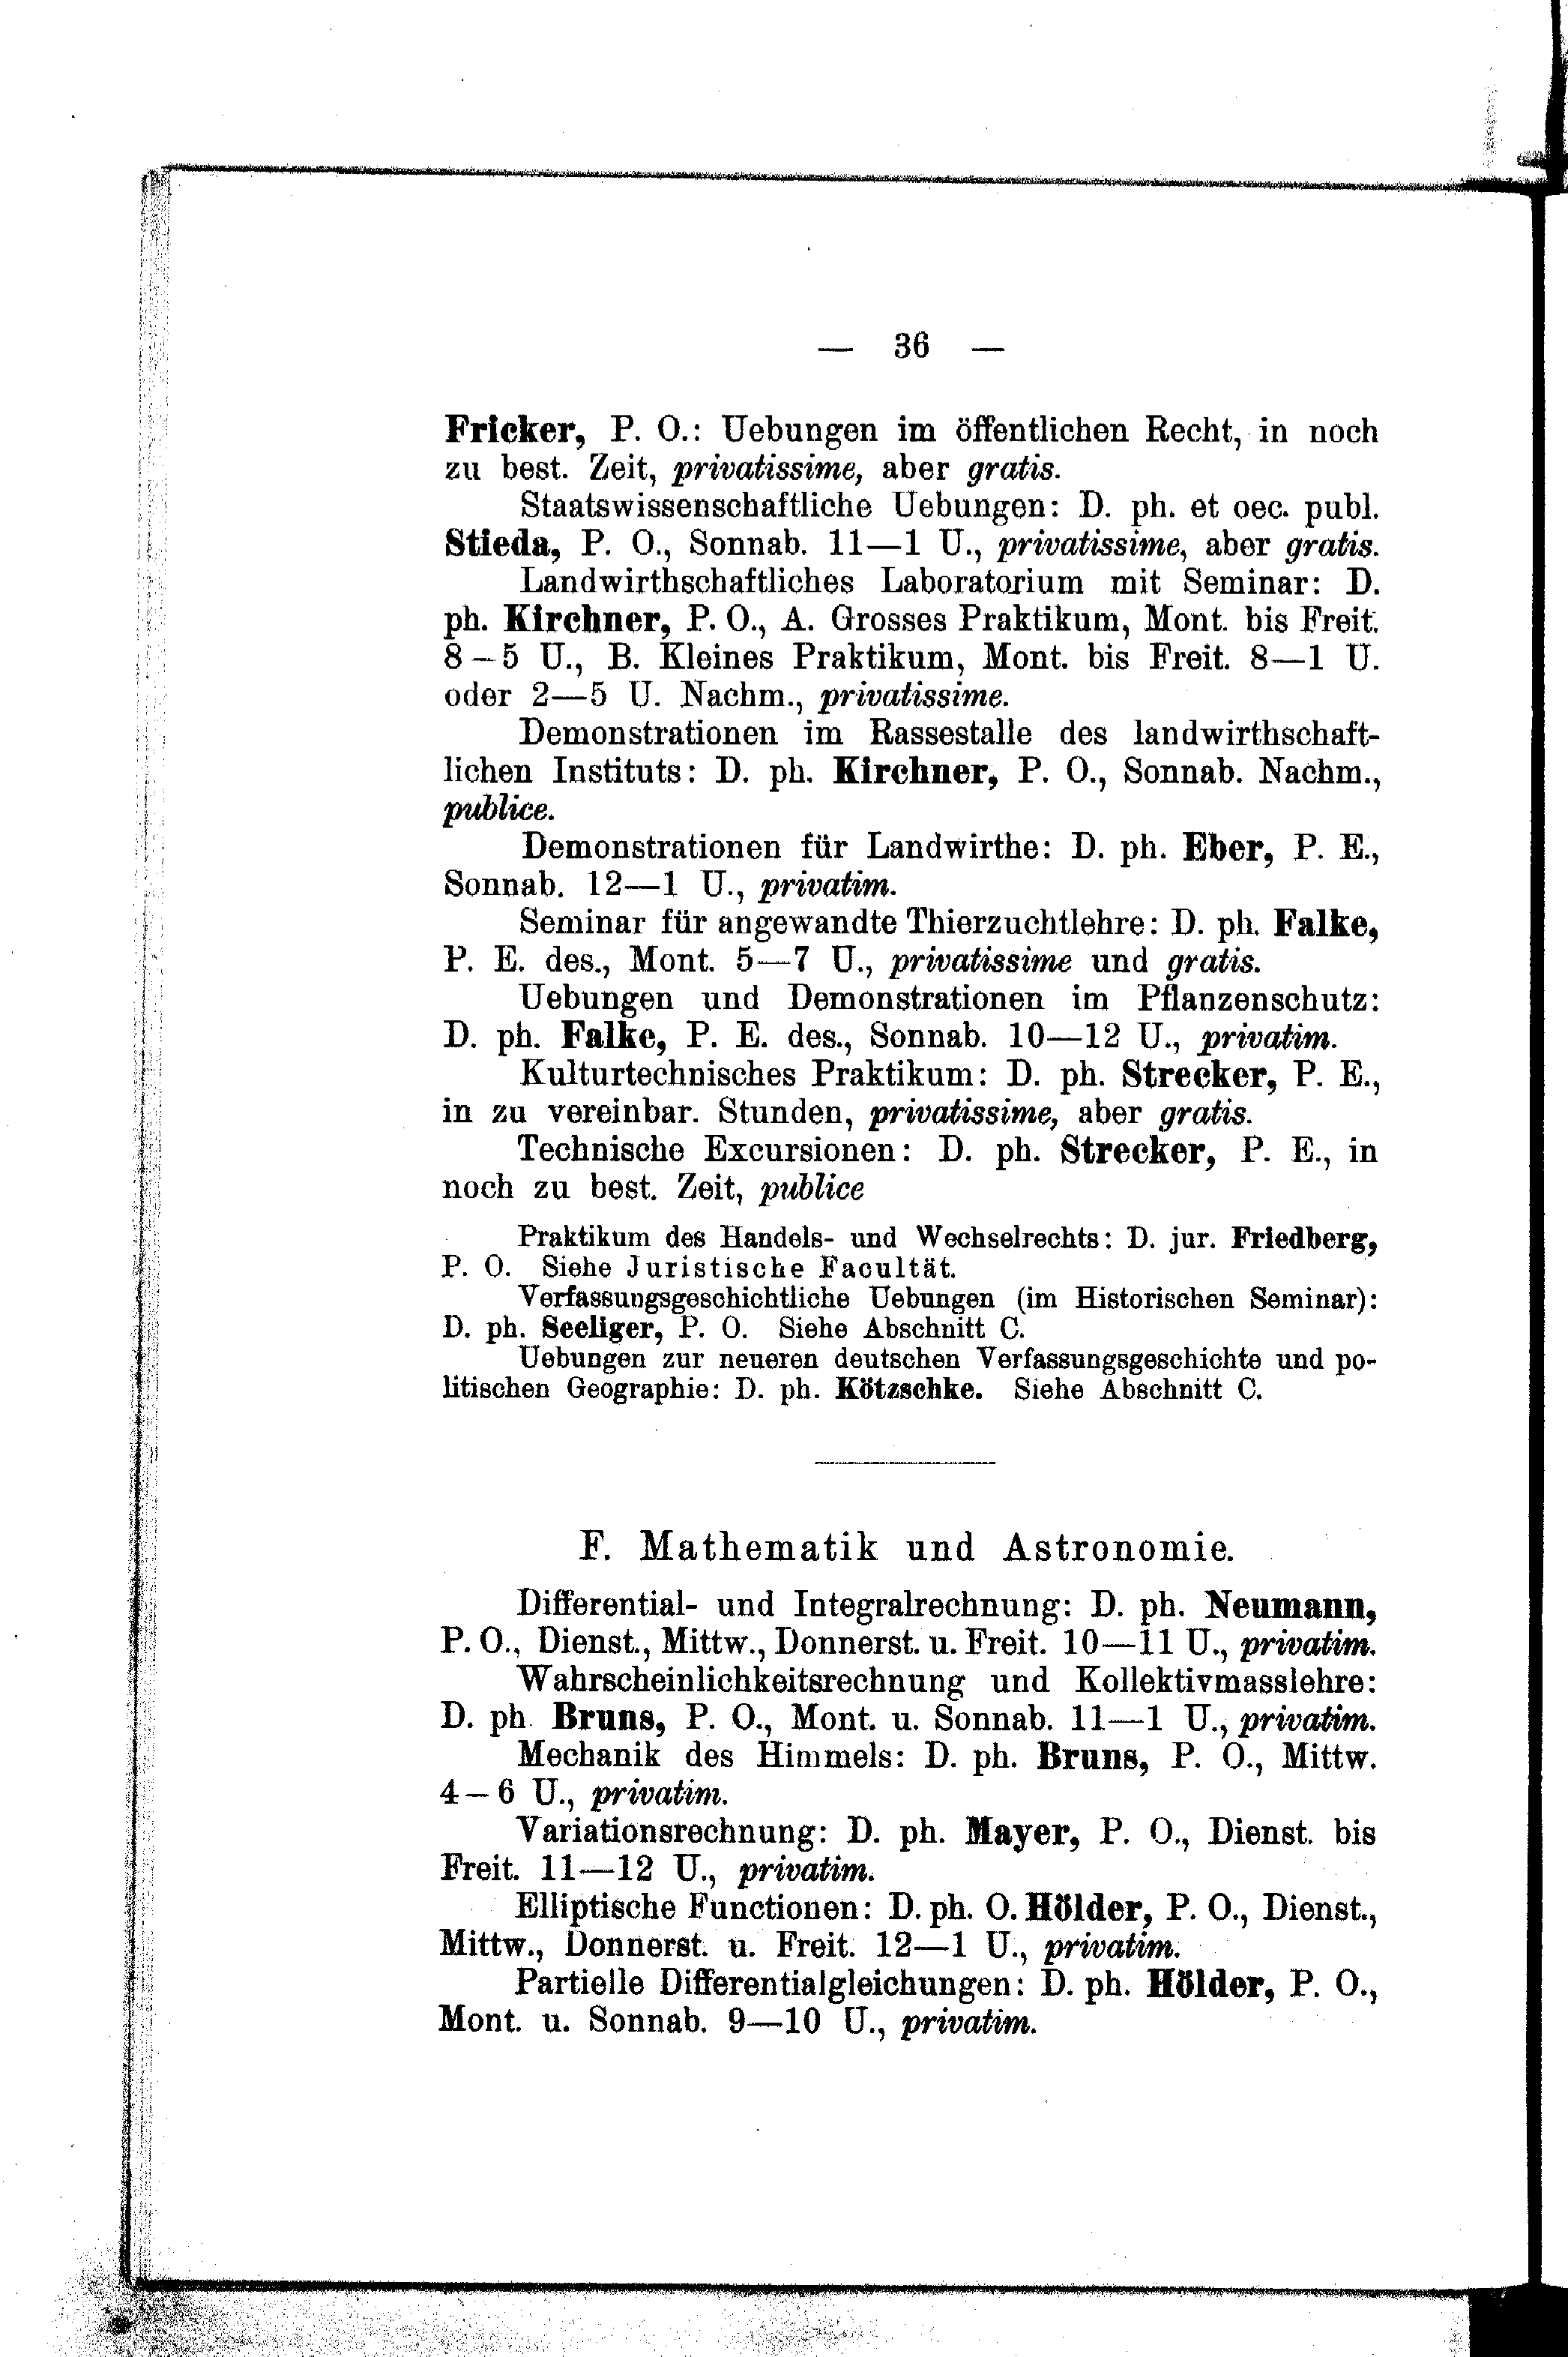 — 36 —
Fricker, P. O.: Uebungen im öffentlichen Recht, in noch
zu best. Zeit, privatissime, aber gratis.
Staatswissenschaftliche Uebungen: D. ph. et oec. publ.
Stieda, P. O., Sonnab. 11—1 U., privatissime, aber gratis.
Landwirthschaftliches Laboratorium mit Seminar: D.
ph. Kirchner, P. O., A. Grosses Praktikum, Mont. bis Freit.
8–5 U., B. Kleines Praktikum, Mont. bis Freit. 8—1 U.
oder 2—5 U. Nachm., privatissime.
Demonstrationen im Rassestalle des landwirthschaft-
lichen Instituts: D. ph. Kirchner, P. O., Sonnab. Nachm.,
publice.
Demonstrationen für Landwirthe: D. ph. Eber, P. E.,
Sonnab. 12—1 U., privatim.
Seminar für angewandte Thierzuchtlehre: D. ph. Falke,
P. E. des., Mont. 5—7 U., privatissime und gratis.
Uebungen und Demonstrationen im Pflanzenschutz:
D. ph. Falke, P. E. des., Sonnab. 10—12 U., privatim.
Kulturtechnisches Praktikum: D. ph. Strecker, P. E.,
in zu vereinbar. Stunden, privatissime, aber gratis.
Technische Excursionen: D. ph. Strecker, P. E., in
noch zu best. Zeit, publice
Praktikum des Handels- und Wechselrechts: D. jur. Friedberg,
P. O. Siehe Juristische Facultät.
Verfassungsgeschichtliche Uebungen (im Historischen Seminar):
D. ph. Seeliger, P. O. Siehe Abschnitt C.
Uebungen zur neueren deutschen Verfassungsgeschichte und po-
litischen Geographie: D. ph. Kötzschke. Siehe Abschnitt C.
F. Mathematik und Astronomie.
Differential- und Integralrechnung: D. ph. Neumann,
P. O., Dienst., Mittw., Donnerst. u. Freit. 10—11 U., privatim.
Wahrscheinlichkeitsrechnung und Kollektivmasslehre:
D. ph Bruns, P. O., Mont. u. Sonnab. 11—1 U., privatim.
Mechanik des Himmels: D. ph. Bruns, P. O., Mittw.
4–6 U., privatim.
Variationsrechnung: D. ph. Mayer, P. O., Dienst. bis
Freit. 11—12 U., privatim.
Elliptische Functionen: D. ph. O. Hölder, P. O., Dienst.,
Mittw., Donnerst. u. Freit. 12—1 U., privatim.
Partielle Differentialgleichungen: D. ph. Hölder, P. O.,
Mont. u. Sonnab. 9—10 U., privatim.